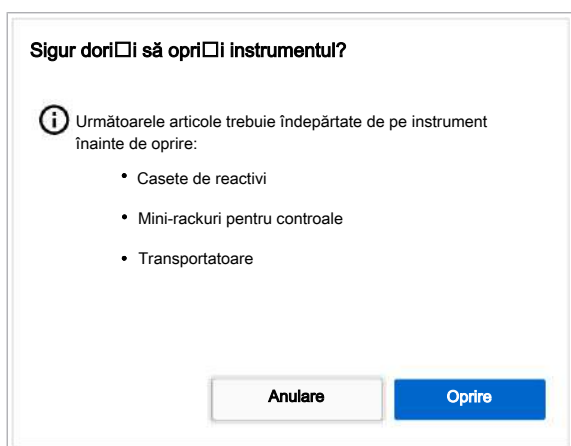 Sigur dori□i să opri□i instrumentul?
Următoarele articole trebuie îndepărtate de pe instrument
înainte de oprire:
• Casete de reactivi
• Mini-rackuri pentru controale
• Transportatoare
Anulare
Oprire